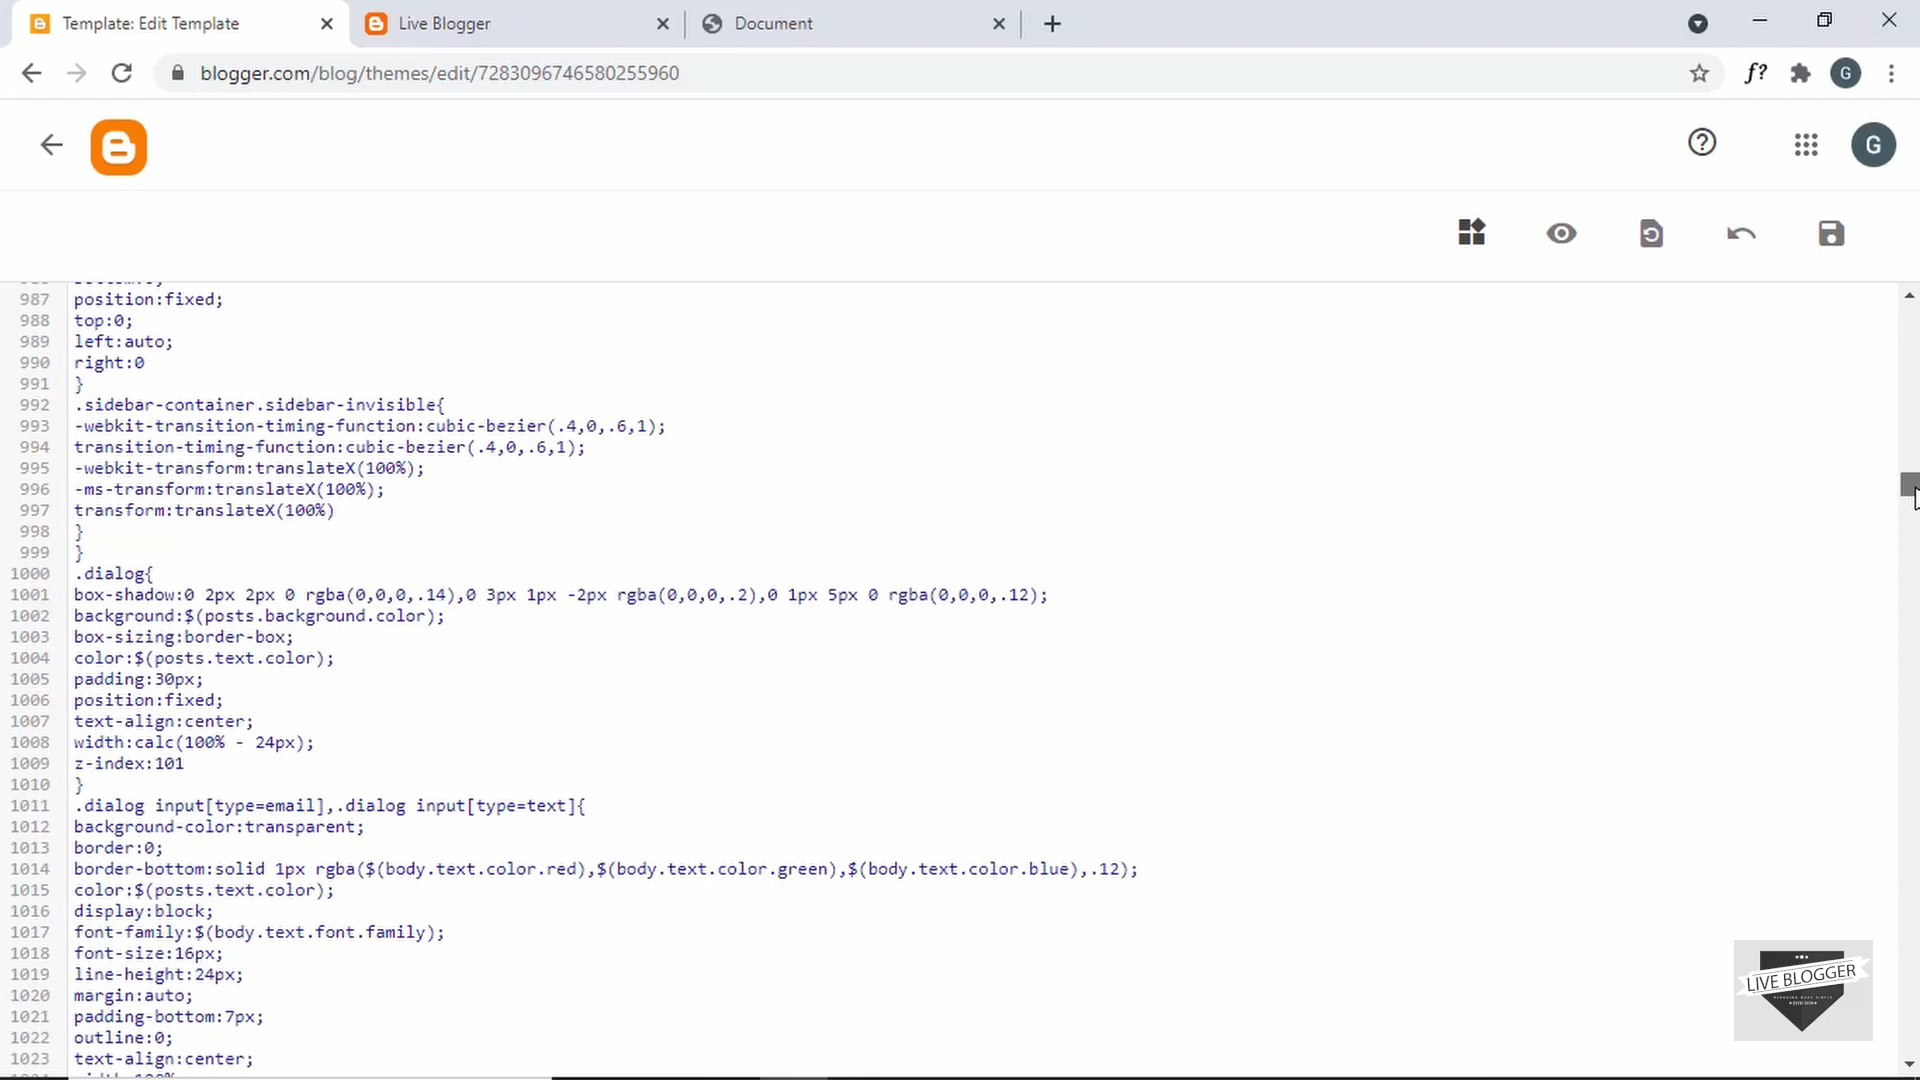 Template: Edit Template
Live Blogger
Document
blogger.com/blog/themes/edit/7283096746580255960
f?
G
G
987 position:fixed;
988 top:0;
989 left:auto;
990 right:0
991 }
992 .sidebar-container.sidebar-invisible{
993 -webkit-transition-timing-function:cubic-bezier(.4,0,.6,1);
994 transition-timing-function:cubic-bezier(.4,0,.6,1);
995 -webkit-transform:translateX(100%);
996 -ms-transform:translateX(100%);
997 transform:translateX(100%)
998 }
999 }
1000 .dialog{
1001 box-shadow:0 2px 2px 0 rgba(0,0,0,.14),0 3px 1px -2px rgba(0,0,0,.2),0 1px 5px 0 rgba(0,0,0,.12);
1002 background:$(posts.background.color);
1003 box-sizing:border-box;
1004 color:$(posts.text.color);
1005 padding:30px;
1006 position:fixed;
1007 text-align:center;
1008 width:calc(100% - 24px);
1009 z-index:101
1010 }
1011 .dialog input[type=email],.dialog input[type=text]{
1012 background-color:transparent;
1013 border:0;
1014 border-bottom:solid 1px rgba($(body.text.color.red),$(body.text.color.green),$(body.text.color.blue),.12);
1015 color:$(posts.text.color);
1016 display:block;
1017 font-family:$(body.text.font.family);
1018 font-size:16px;
1019 line-height:24px;
1020 margin:auto;
1021 padding-bottom:7px;
1022 outline:0;
1023 text-align:center;
LIVE BLOGGER